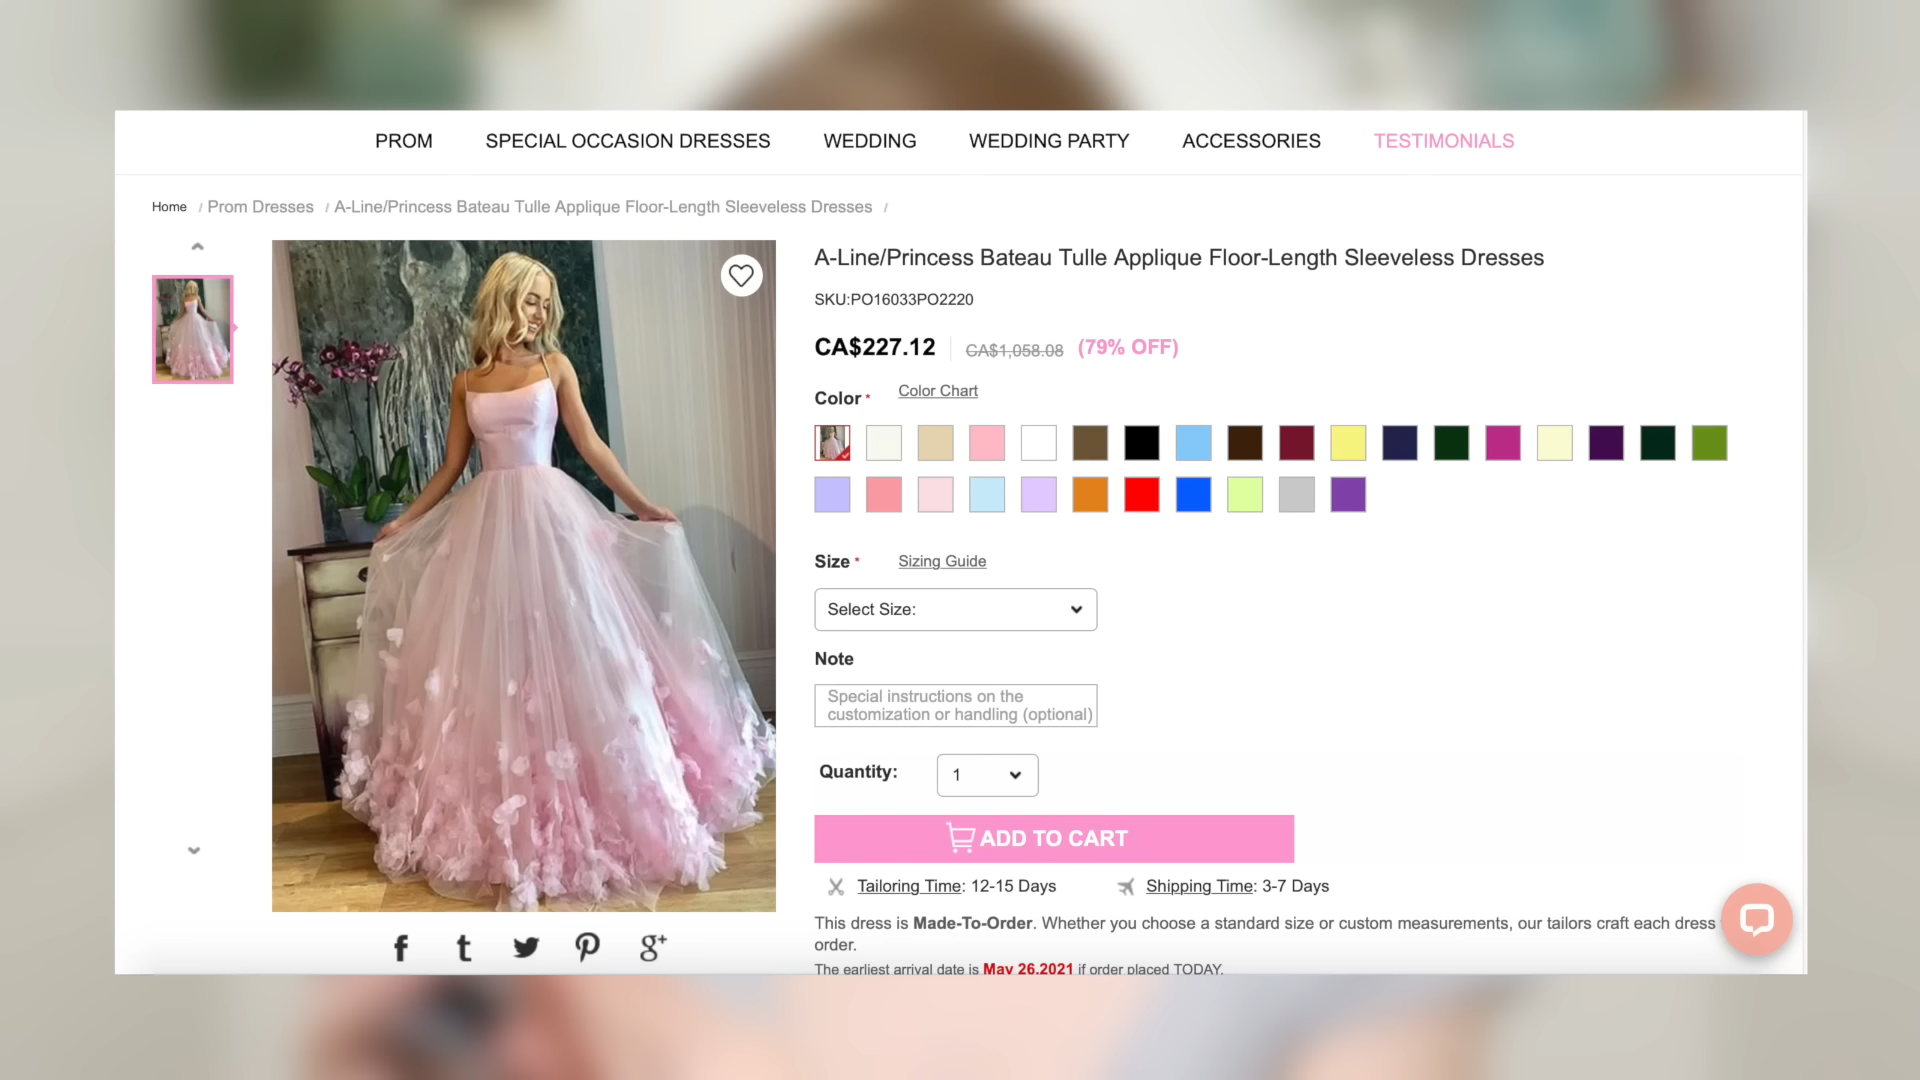 PROM SPECIAL OCCASION DRESSES WEDDING WEDDING PARTY ACCESSORIES TESTIMONIALS
Home / Prom Dresses / A-Line/Princess Bateau Tulle Applique Floor-Length Sleeveless Dresses /
A-Line/Princess Bateau Tulle Applique Floor-Length Sleeveless Dresses
SKU:PO16033PO2220
CA$227.12 CA$1,058.08 (79% OFF)
Color * Color Chart
Size * Sizing Guide
Select Size:
Note
Special instructions on the
customization or handling (optional)
Quantity: 1
ADD TO CART
Tailoring Time: 12-15 Days Shipping Time: 3-7 Days
This dress is Made-To-Order. Whether you choose a standard size or custom measurements, our tailors craft each dress
order.
The earliest arrival date is May 26,2021 if order placed TODAY.